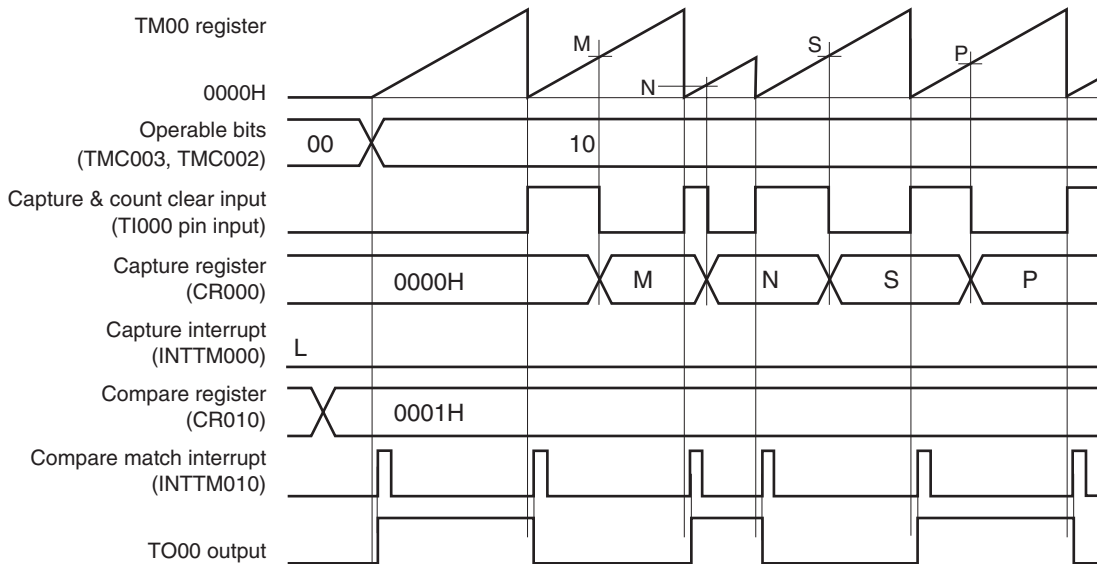 TM00 register
M
S
P
N
0000H
Operable bits
(TMC003, TMC002)
00
10
Capture & count clear input
(TI000 pin input)
Capture register
(CR000)
0000H
M
N
S
P
Capture interrupt
(INTTM000)
L
Compare register
(CR010)
0001H
Compare match interrupt
(INTTM010)
TO00 output